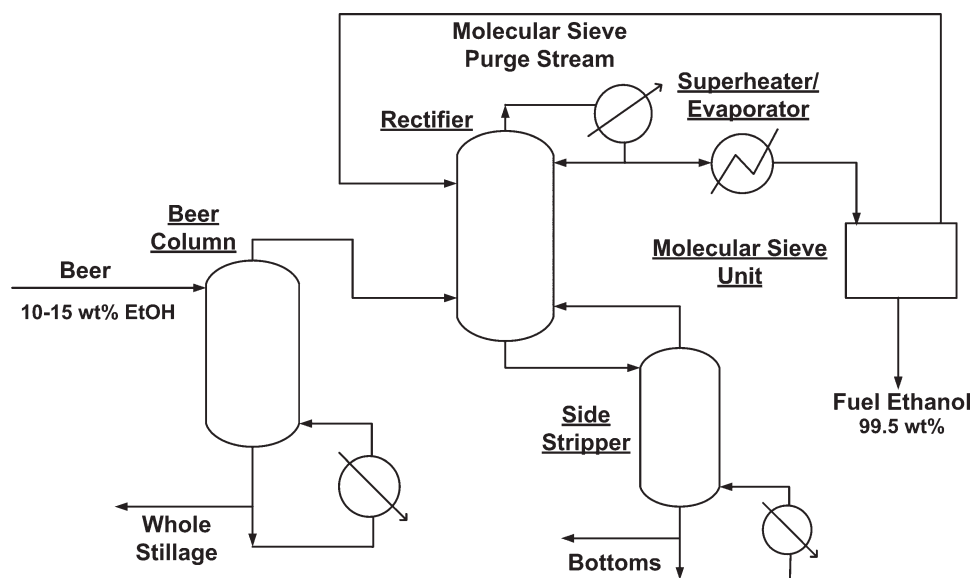 Molecular Sieve
Purge Stream
Superheater/
Evaporator
Rectifier
Beer
Column
Beer
10-15 wt% EtOH
Molecular Sieve
Unit
Fuel Ethanol
99.5 wt%
Side
Stripper
Whole
Stillage
Bottoms